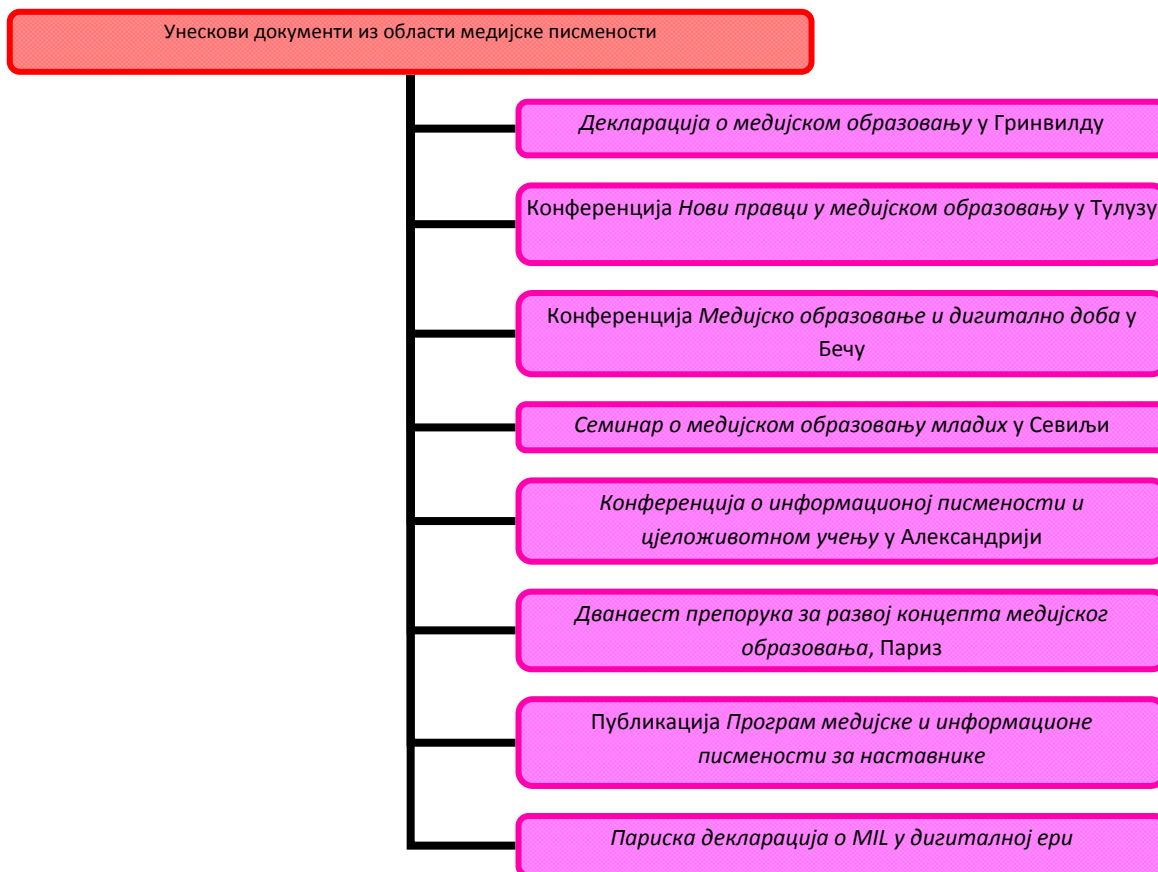 Унескови документи из области медијске писмености
Декларација о медијском образовању у Гринвилду
Конференција Нови правци у медијском образовању у Тулузу
Конференција Медијско образовање и дигитално доба у
Бечу
Семинар о медијском образовању младих у Севиљи
Конференција о информационој писмености и
цјеложивотном учењу у Александрији
Дванаест препорука за развој концепта медијског
образовања, Париз
Публикација Програм медијске и информационе
писмености за наставнике
Париска декларација о MIL у дигиталној ери